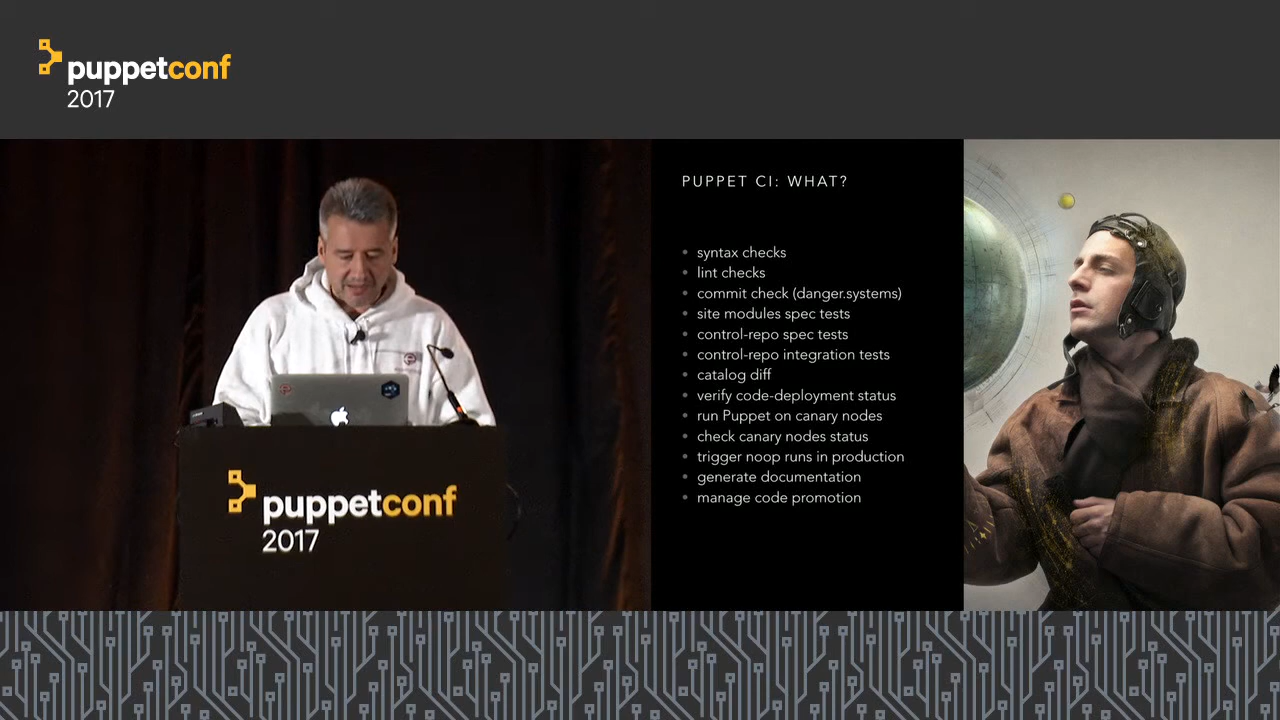 puppetconf
2017
PUPPET CI: WHAT?
• syntax checks
• lint checks
• commit check (danger.systems)
• site modules spec tests
• control-repo spec tests
• control-repo integration tests
• catalog diff
• verify code-deployment status
• run Puppet on canary nodes
• check canary nodes status
• trigger noop runs in production
• generate documentation
• manage code promotion
puppetconf
2017